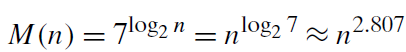 M(n) = 7^{log₂ n} = n^{log₂ 7} ≈ n^{2.807}